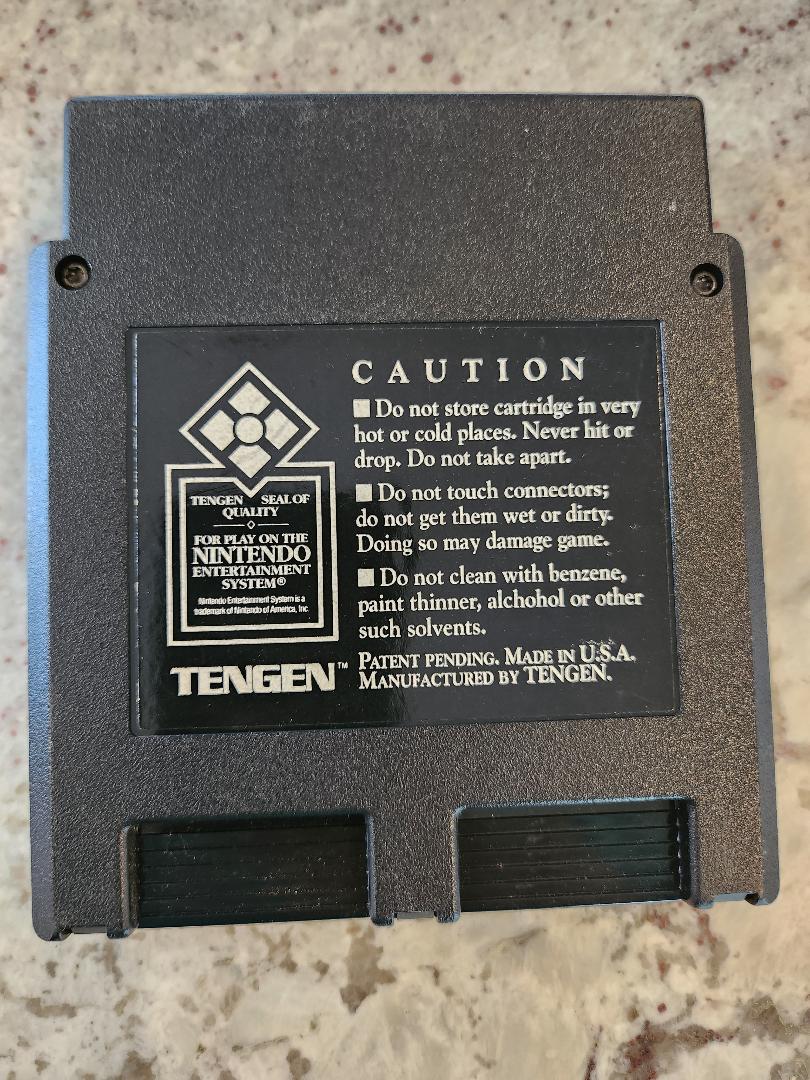 CAUTION
Do not store cartridge in very
hot or cold places. Never hit or
drop. Do not take apart.
Do not touch connectors;
do not get them wet or dirty.
Doing so may damage game.
Do not clean with benzene,
paint thinner, alchohol or other
such solvents.
PATENT PENDING. MADE IN U.S.A.
MANUFACTURED BY TENGEN.
TENGEN SEAL OF
QUALITY
FOR PLAY ON THE
NINTENDO
ENTERTAINMENT
SYSTEM®
Nintendo Entertainment System is a
trademark of Nintendo of America, Inc.
TENGEN™